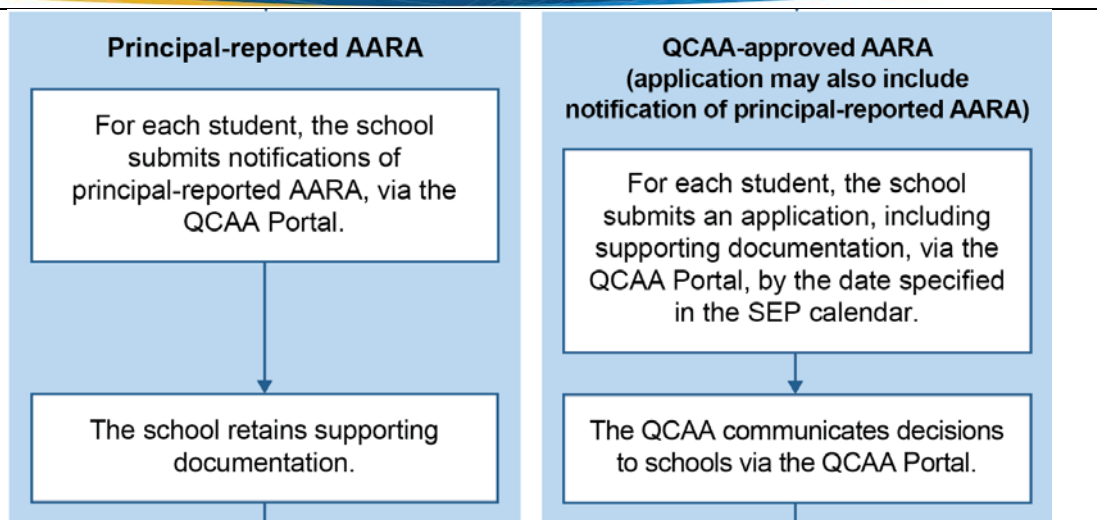 Principal-reported AARA
For each student, the school
submits notifications of
principal-reported AARA, via the
QCAA Portal.
The school retains supporting
documentation.
QCAA-approved AARA
(application may also include
notification of principal-reported AARA)
For each student, the school
submits an application, including
supporting documentation, via the
QCAA Portal, by the date specified
in the SEP calendar.
The QCAA communicates decisions
to schools via the QCAA Portal.